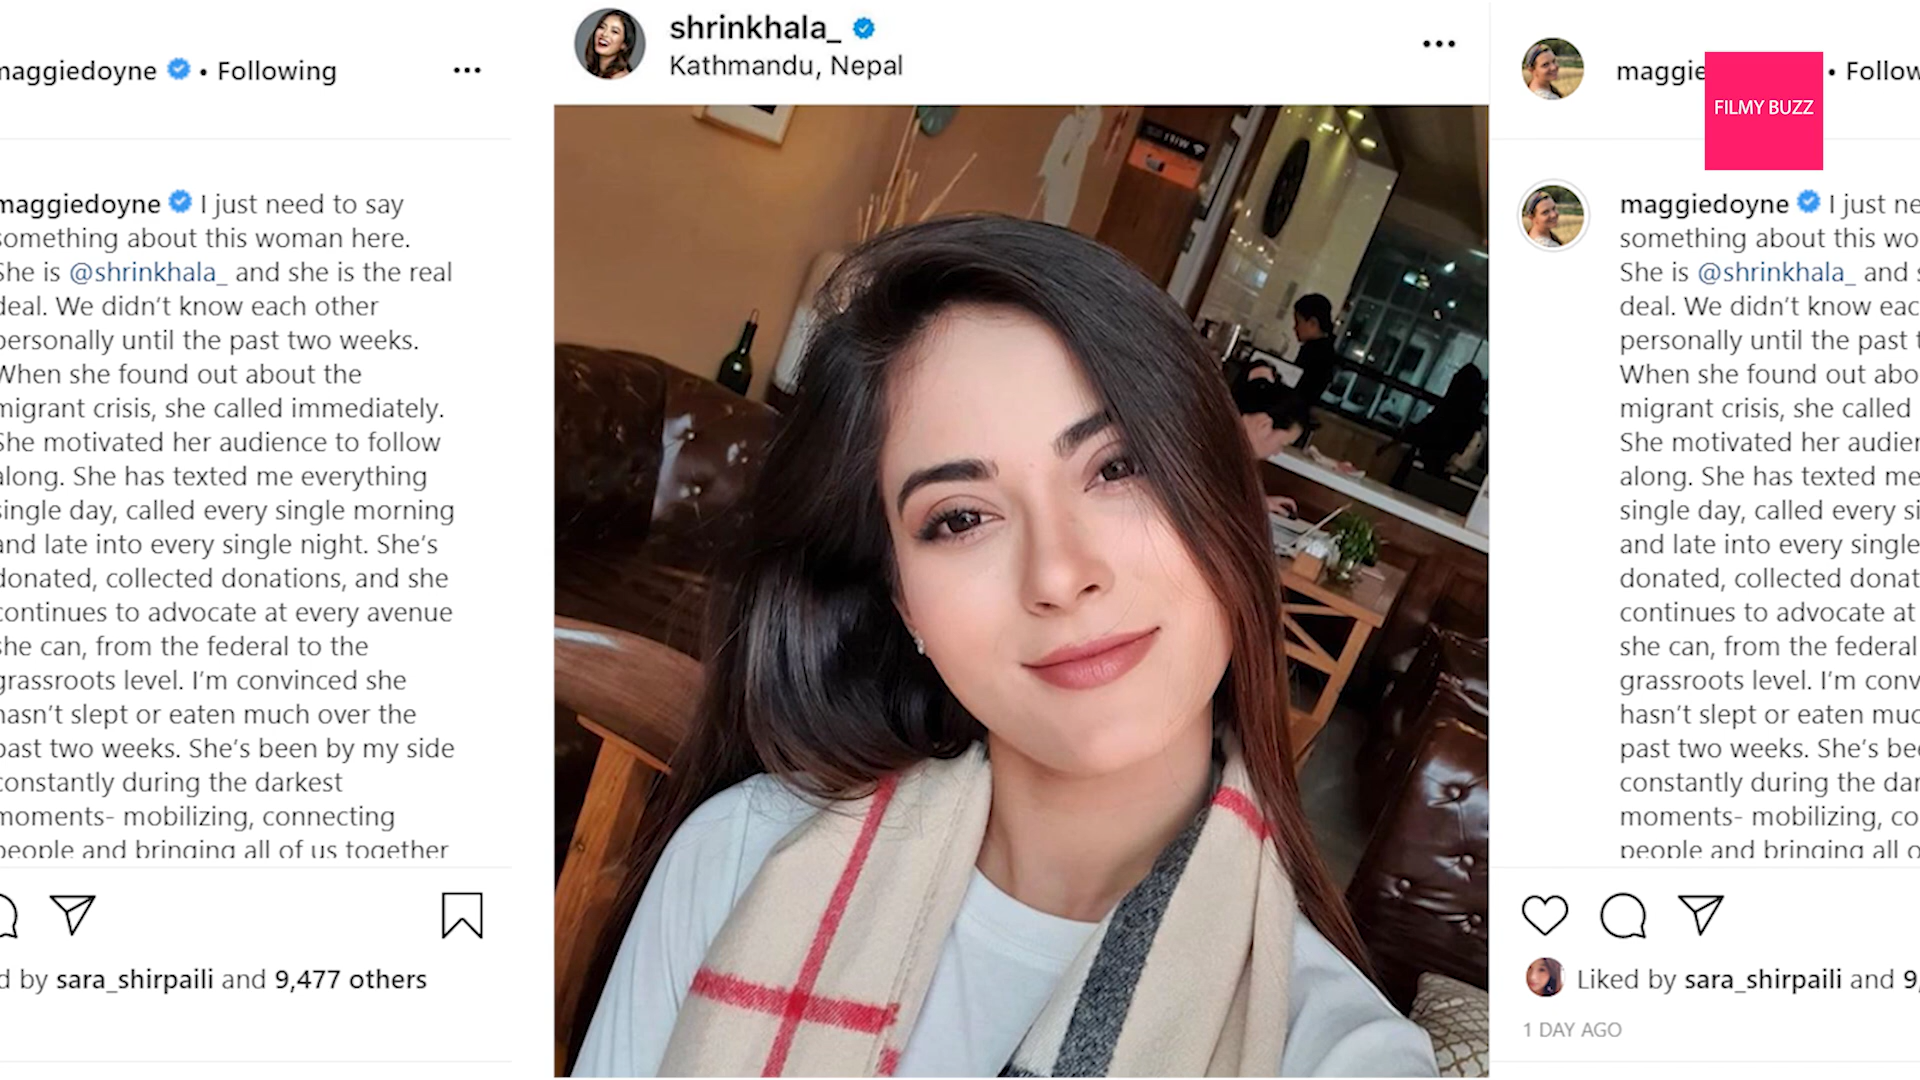 maggiedoyne • Following
maggiedoyne I just need to say
something about this woman here.
She is @shrinkhala_ and she is the real
deal. We didn’t know each other
personally until the past two weeks.
When she found out about the
migrant crisis, she called immediately.
She motivated her audience to follow
along. She has texted me everything
single day, called every single morning
and late into every single night. She’s
donated, collected donations, and she
continues to advocate at every avenue
she can, from the federal to the
grassroots level. I’m convinced she
hasn’t slept or eaten much over the
past two weeks. She’s been by my side
constantly during the darkest
moments- mobilizing, connecting
people and bringing all of us together
d by sara_shirpaili and 9,477 others
shrinkhala_
Kathmandu, Nepal
WIFI
maggie • Follow
FILMY BUZZ
maggiedoyne I just ne
something about this wo
She is @shrinkhala_ and s
deal. We didn’t know eac
personally until the past t
When she found out abo
migrant crisis, she called
She motivated her audien
along. She has texted me
single day, called every si
and late into every single
donated, collected donat
continues to advocate at
she can, from the federal
grassroots level. I’m conv
hasn’t slept or eaten muc
past two weeks. She’s bee
constantly during the dar
moments- mobilizing, co
people and bringing all o
Liked by sara_shirpaili and 9,
1 DAY AGO